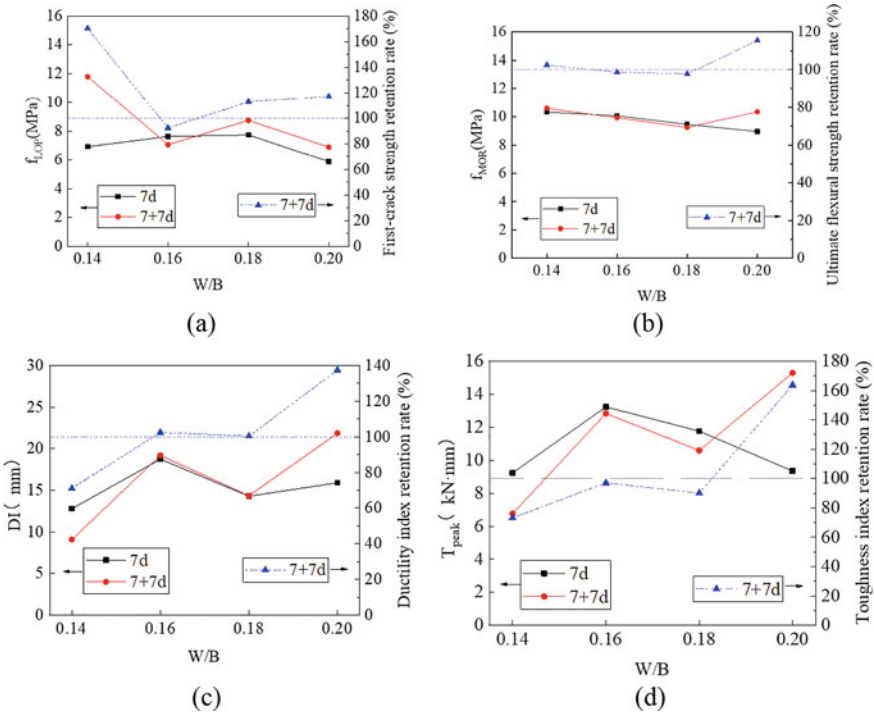 16
14
12
10
8
6
4
2
0
f_LOP(MPa)
0.14 0.16 0.18 0.20
W/B
180
160
140
120
100
80
60
40
20
0
First-crack strength retention rate (%)
7d
7+7d
7+7d
(a)
16
14
12
10
8
6
4
2
0
f_MOR(MPa)
0.14 0.16 0.18 0.20
W/B
120
100
80
60
40
20
0
Ultimate flexural strength retention rate (%)
7d
7+7d
7+7d
(b)
30
25
20
15
10
5
0
DI( mm)
0.14 0.16 0.18 0.20
W/B
140
120
100
80
60
40
20
0
Ductility index retention rate (%)
7d
7+7d
7+7d
(c)
16
14
12
10
8
6
4
2
0
T_peak( kN·mm)
0.14 0.16 0.18 0.20
W/B
180
160
140
120
100
80
60
40
20
0
Toughness index retention rate (%)
7d
7+7d
7+7d
(d)